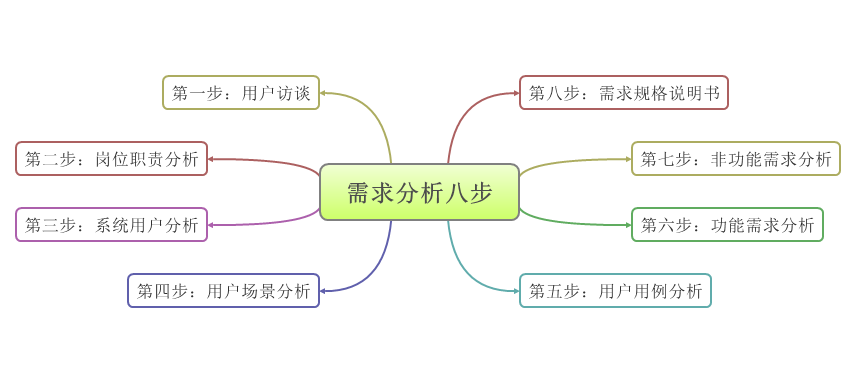 第一步：用户访谈
第八步：需求规格说明书
第二步：岗位职责分析
第七步：非功能需求分析
需求分析八步
第三步：系统用户分析
第六步：功能需求分析
第四步：用户场景分析
第五步：用户用例分析